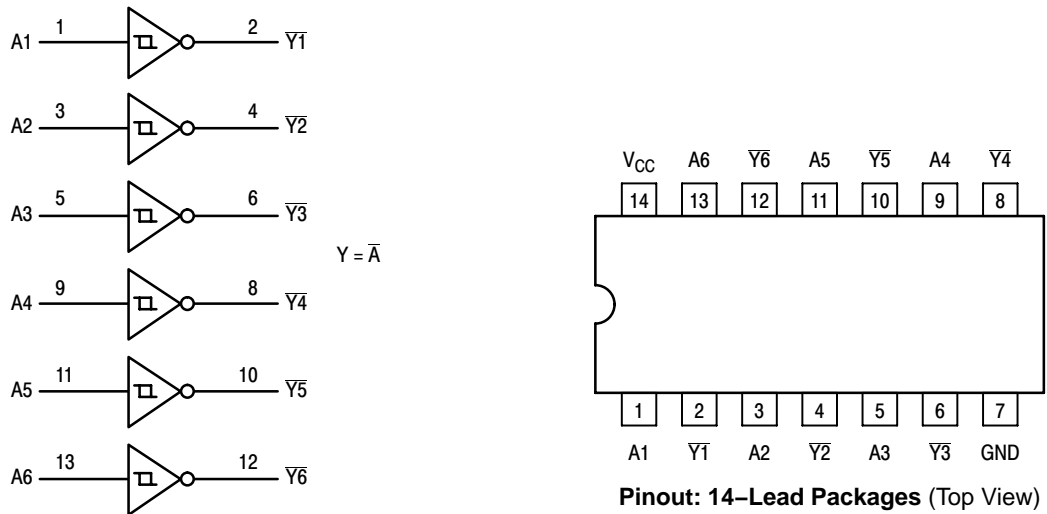 A1 1 2 Y1̅
A2 3 4 Y2̅
A3 5 6 Y3̅
Y = A̅
A4 9 8 Y4̅
A5 11 10 Y5̅
A6 13 12 Y6̅
VCC A6 Y6̅ A5 Y5̅ A4 Y4̅
14 13 12 11 10 9 8
1 2 3 4 5 6 7
A1 Y1̅ A2 Y2̅ A3 Y3̅ GND
Pinout: 14–Lead Packages (Top View)